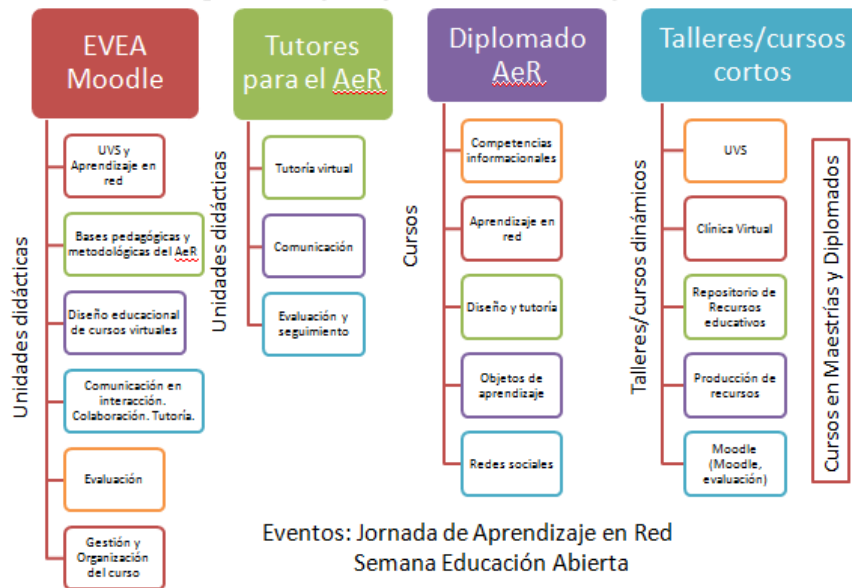 EVEA
Moodle
Unidades didácticas
UVS y
Aprendizaje en
red
Bases pedagógicas y
metodológicas del AeR
Diseño educacional
de cursos virtuales
Comunicación en
interacción.
Colaboración. Tutoría.
Evaluación
Gestión y
Organización
del curso
Tutores
para el AeR
Unidades didácticas
Tutoría virtual
Comunicación
Evaluación y
seguimiento
Diplomado
AeR
Cursos
Competencias
informacionales
Aprendizaje en
red
Diseño y tutoría
Objetos de
aprendizaje
Redes sociales
Talleres/cursos
cortos
Talleres/cursos dinámicos
UVS
Clínica Virtual
Repositorio de
Recursos
educativos
Producción de
recursos
Moodle
(Moodle,
evaluación)
Cursos en Maestrías y Diplomados
Eventos: Jornada de Aprendizaje en Red
Semana Educación Abierta